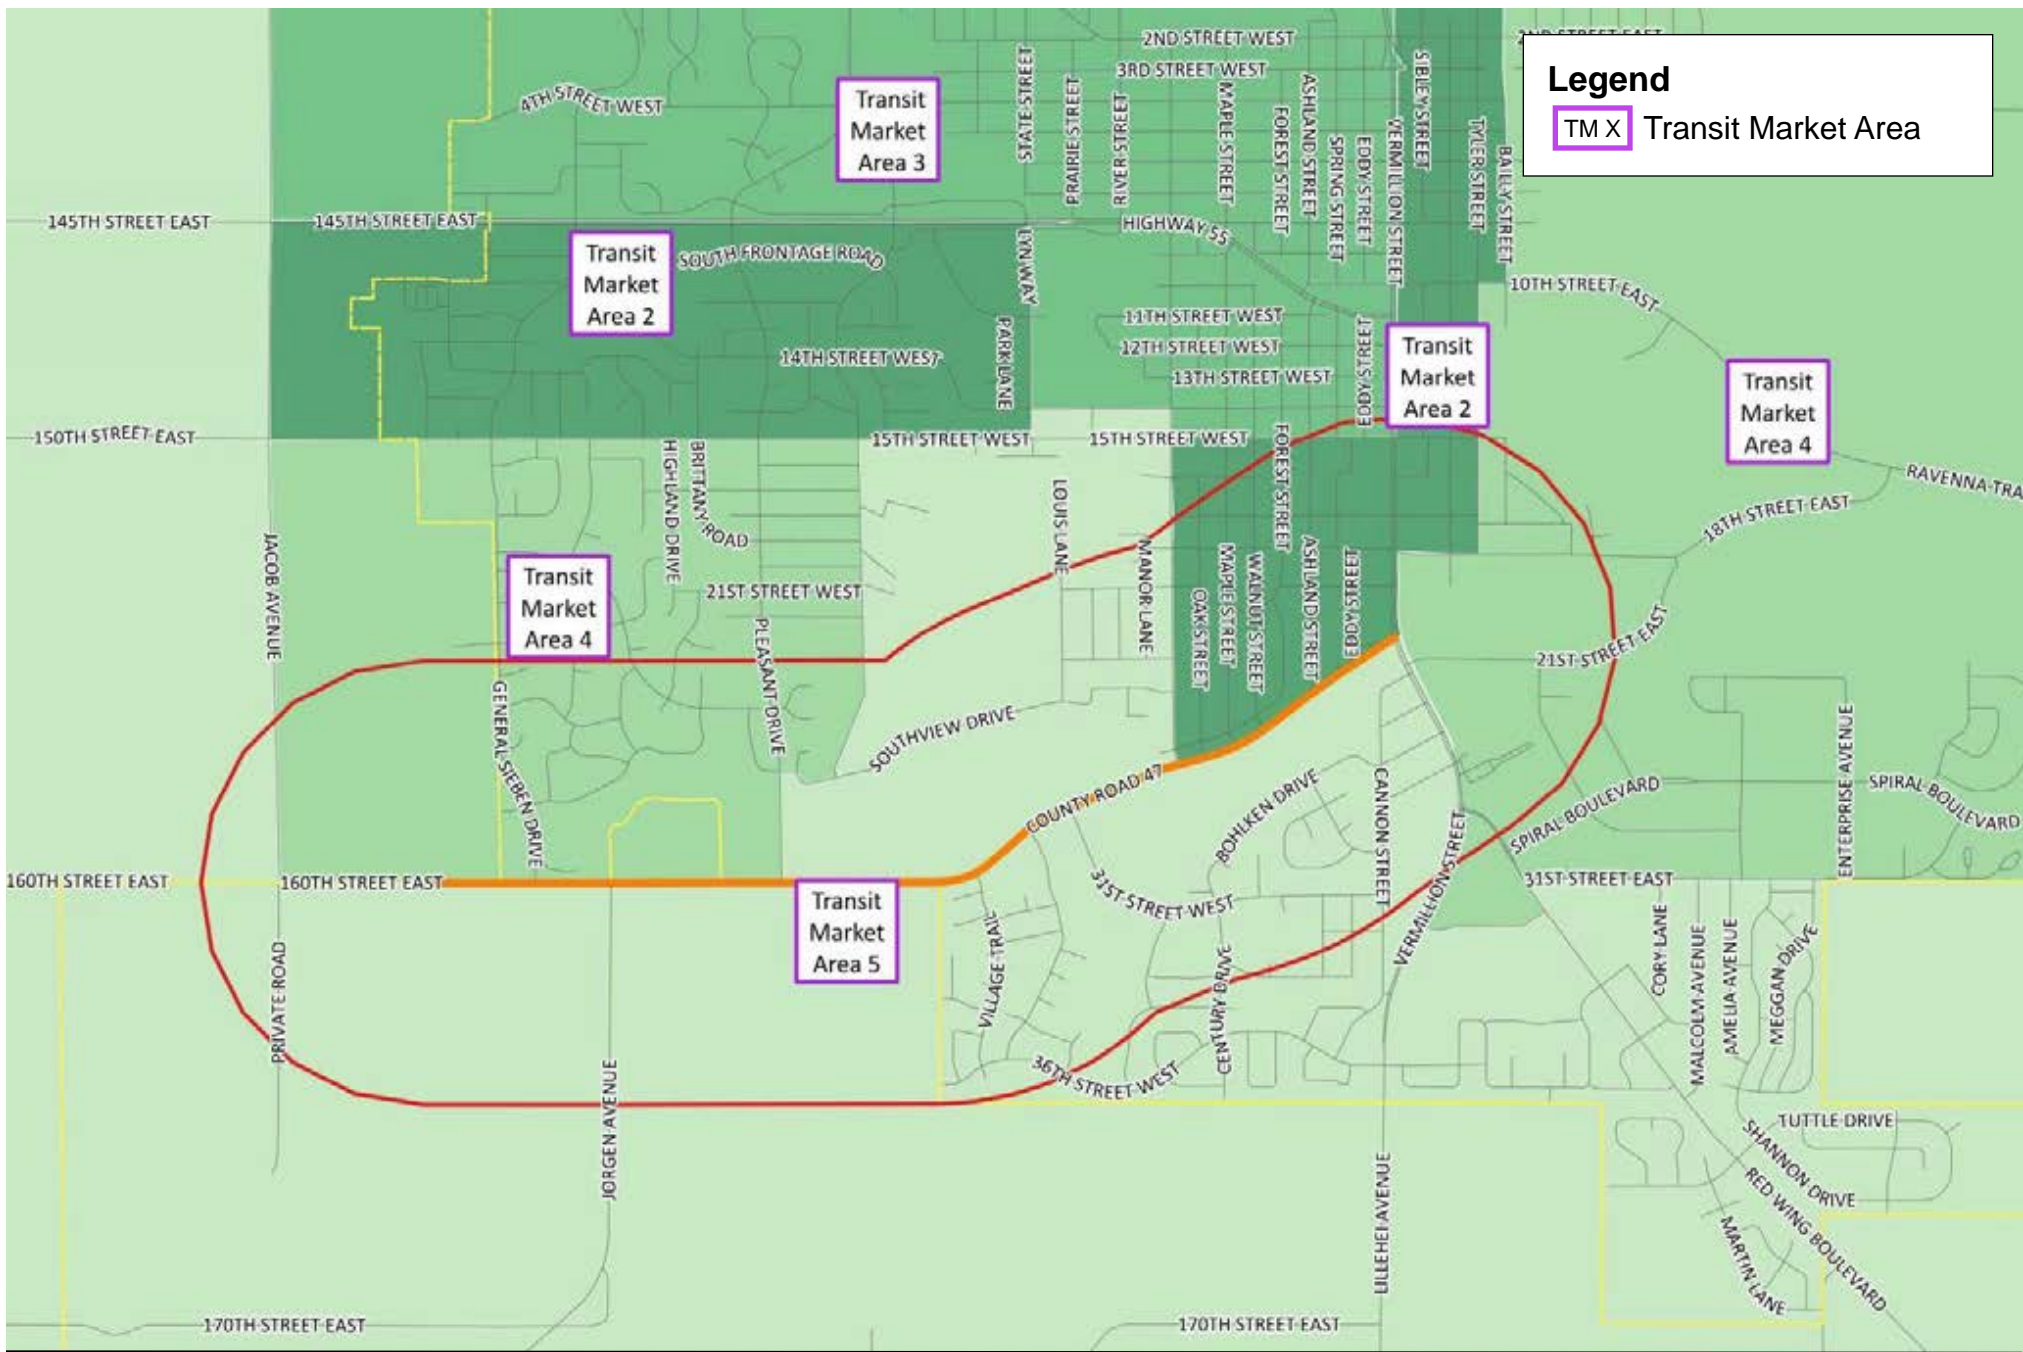 2ND STREET WEST
3RD STREET WEST
4TH STREET WEST
Transit
Market
Area 3
STATE STREET
PRAIRIE STREET
RIVER STREET
MAPLE STREET
FOREST STREET
ASHLAND STREET
SPRING STREET
EDDY STREET
VERMILLION STREET
SIBLEY STREET
TYLER STREET
BAILLY STREET
2ND STREET EAST
Legend
TM X
Transit Market Area
145TH STREET EAST
145TH STREET EAST
HIGHWAY 55
Transit
Market
Area 2
SOUTH FRONTAGE ROAD
LYN WAY
10TH STREET EAST
11TH STREET WEST
12TH STREET WEST
13TH STREET WEST
14TH STREET WEST
PARK LANE
EDDY STREET
Transit
Market
Area 2
Transit
Market
Area 4
150TH STREET EAST
15TH STREET WEST
15TH STREET WEST
HIGHLAND DRIVE
BRITTANY ROAD
FOREST STREET
RAVENNA TRA
18TH STREET EAST
LOUIS LANE
MANOR LANE
JACOB AVENUE
Transit
Market
Area 4
21ST STREET WEST
PLEASANT DRIVE
OAK STREET
MAPLE STREET
WALNUT STREET
ASHLAND STREET
EDDY STREET
21ST STREET EAST
GENERAL SIEBEN DRIVE
SOUTHVIEW DRIVE
COUNTY ROAD 47
BOHLKEN DRIVE
CANNON STREET
VERMILLION STREET
SPIRAL BOULEVARD
ENTERPRISE AVENUE
SPIRAL BOULEVARD
160TH STREET EAST
160TH STREET EAST
Transit
Market
Area 5
31ST STREET WEST
31ST STREET EAST
PRIVATE ROAD
VILLAGE TRAIL
CENTURY DRIVE
CORY LANE
MALCOLM AVENUE
AMELIA AVENUE
MEGGAN DRIVE
36TH STREET WEST
JORGEN AVENUE
LILLEHEI AVENUE
TUTTLE DRIVE
SHANNON DRIVE
RED WING BOULEVARD
MARTIN LANE
170TH STREET EAST
170TH STREET EAST